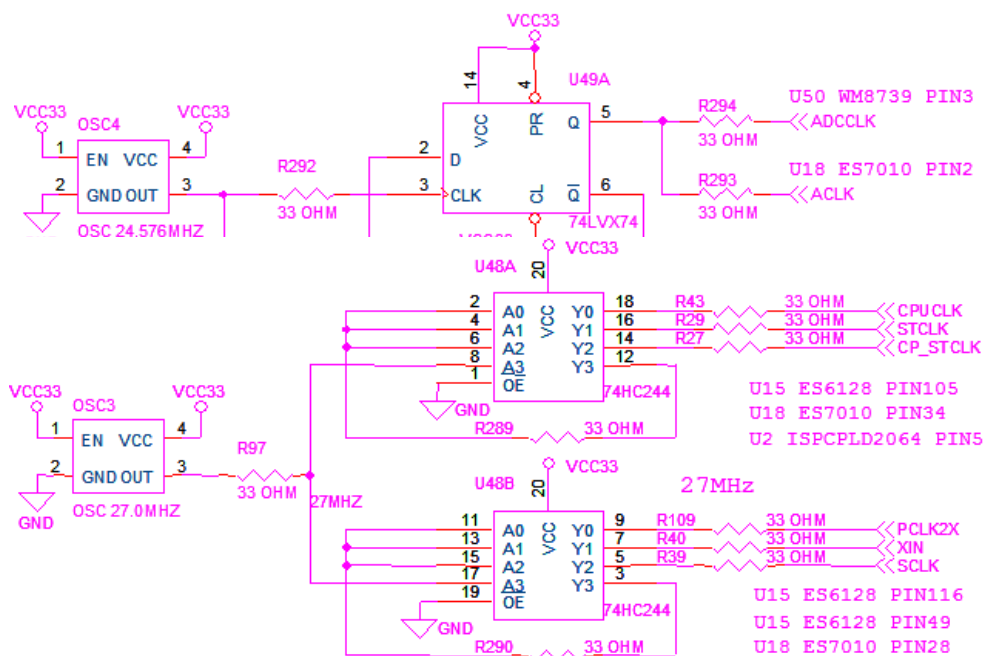 VCC33
U49A
14
4
VCC
PR
Q
5
U50 WM8739 PIN3
R294
33 OHM
ADCCLK
VCC33
OSC4
VCC33
1
EN VCC
4
2
GND OUT
3
OSC 24.576MHZ
R292
33 OHM
2
D
3
CLK
CL
Q
6
74LVX74
U18 ES7010 PIN2
R293
33 OHM
ACLK
VCC33
U48A
20
2
A0
VCC
Y0
18
R43
33 OHM
CPUCLK
4
A1
Y1
16
R29
33 OHM
STCLK
6
A2
Y2
14
R27
33 OHM
CP_STCLK
8
A3
Y3
12
1
OE
74HC244
GND
R289
33 OHM
U15 ES6128 PIN105
U18 ES7010 PIN34
U2 ISPCPLD2064 PIN5
VCC33
OSC3
VCC33
1
EN VCC
4
2
GND OUT
3
OSC 27.0MHZ
GND
R97
33 OHM
27MHZ
VCC33
U48B
20
27MHz
11
A0
VCC
Y0
9
R109
33 OHM
PCLK2X
13
A1
Y1
7
R40
33 OHM
XIN
15
A2
Y2
5
R39
33 OHM
SCLK
17
A3
Y3
3
19
OE
74HC244
GND
R290
33 OHM
U15 ES6128 PIN116
U15 ES6128 PIN49
U18 ES7010 PIN28